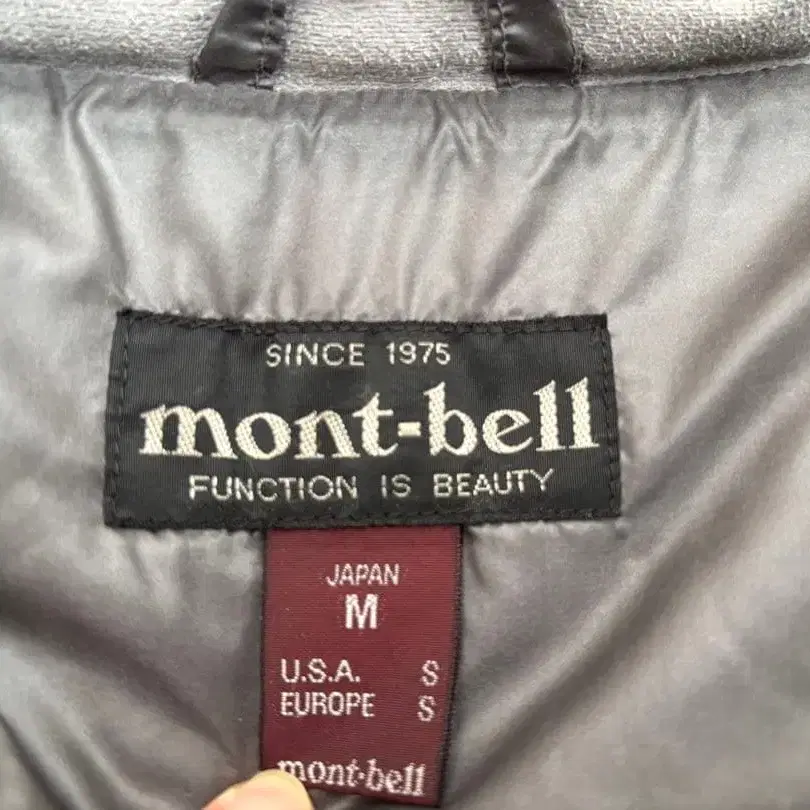 SINCE 1975
mont-bell
FUNCTION IS BEAUTY
JAPAN
M
U.S.A. S
EUROPE S
mont-bell